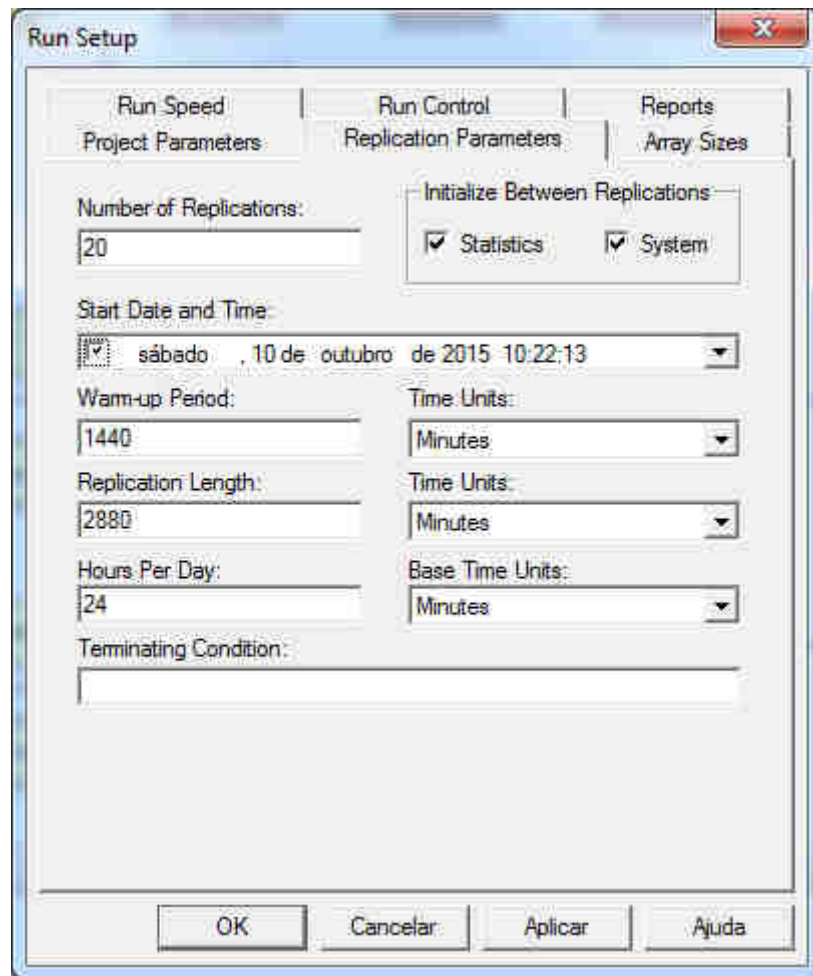 Run Setup
Run Speed Run Control Reports
Project Parameters Replication Parameters Array Sizes
Number of Replications: Initialize Between Replications
20 Statistics System
Start Date and Time:
sábado , 10 de outubro de 2015 10:22:13
Warm-up Period: Time Units:
1440 Minutes
Replication Length: Time Units:
2880 Minutes
Hours Per Day: Base Time Units:
24 Minutes
Terminating Condition:
OK Cancelar Aplicar Ajuda